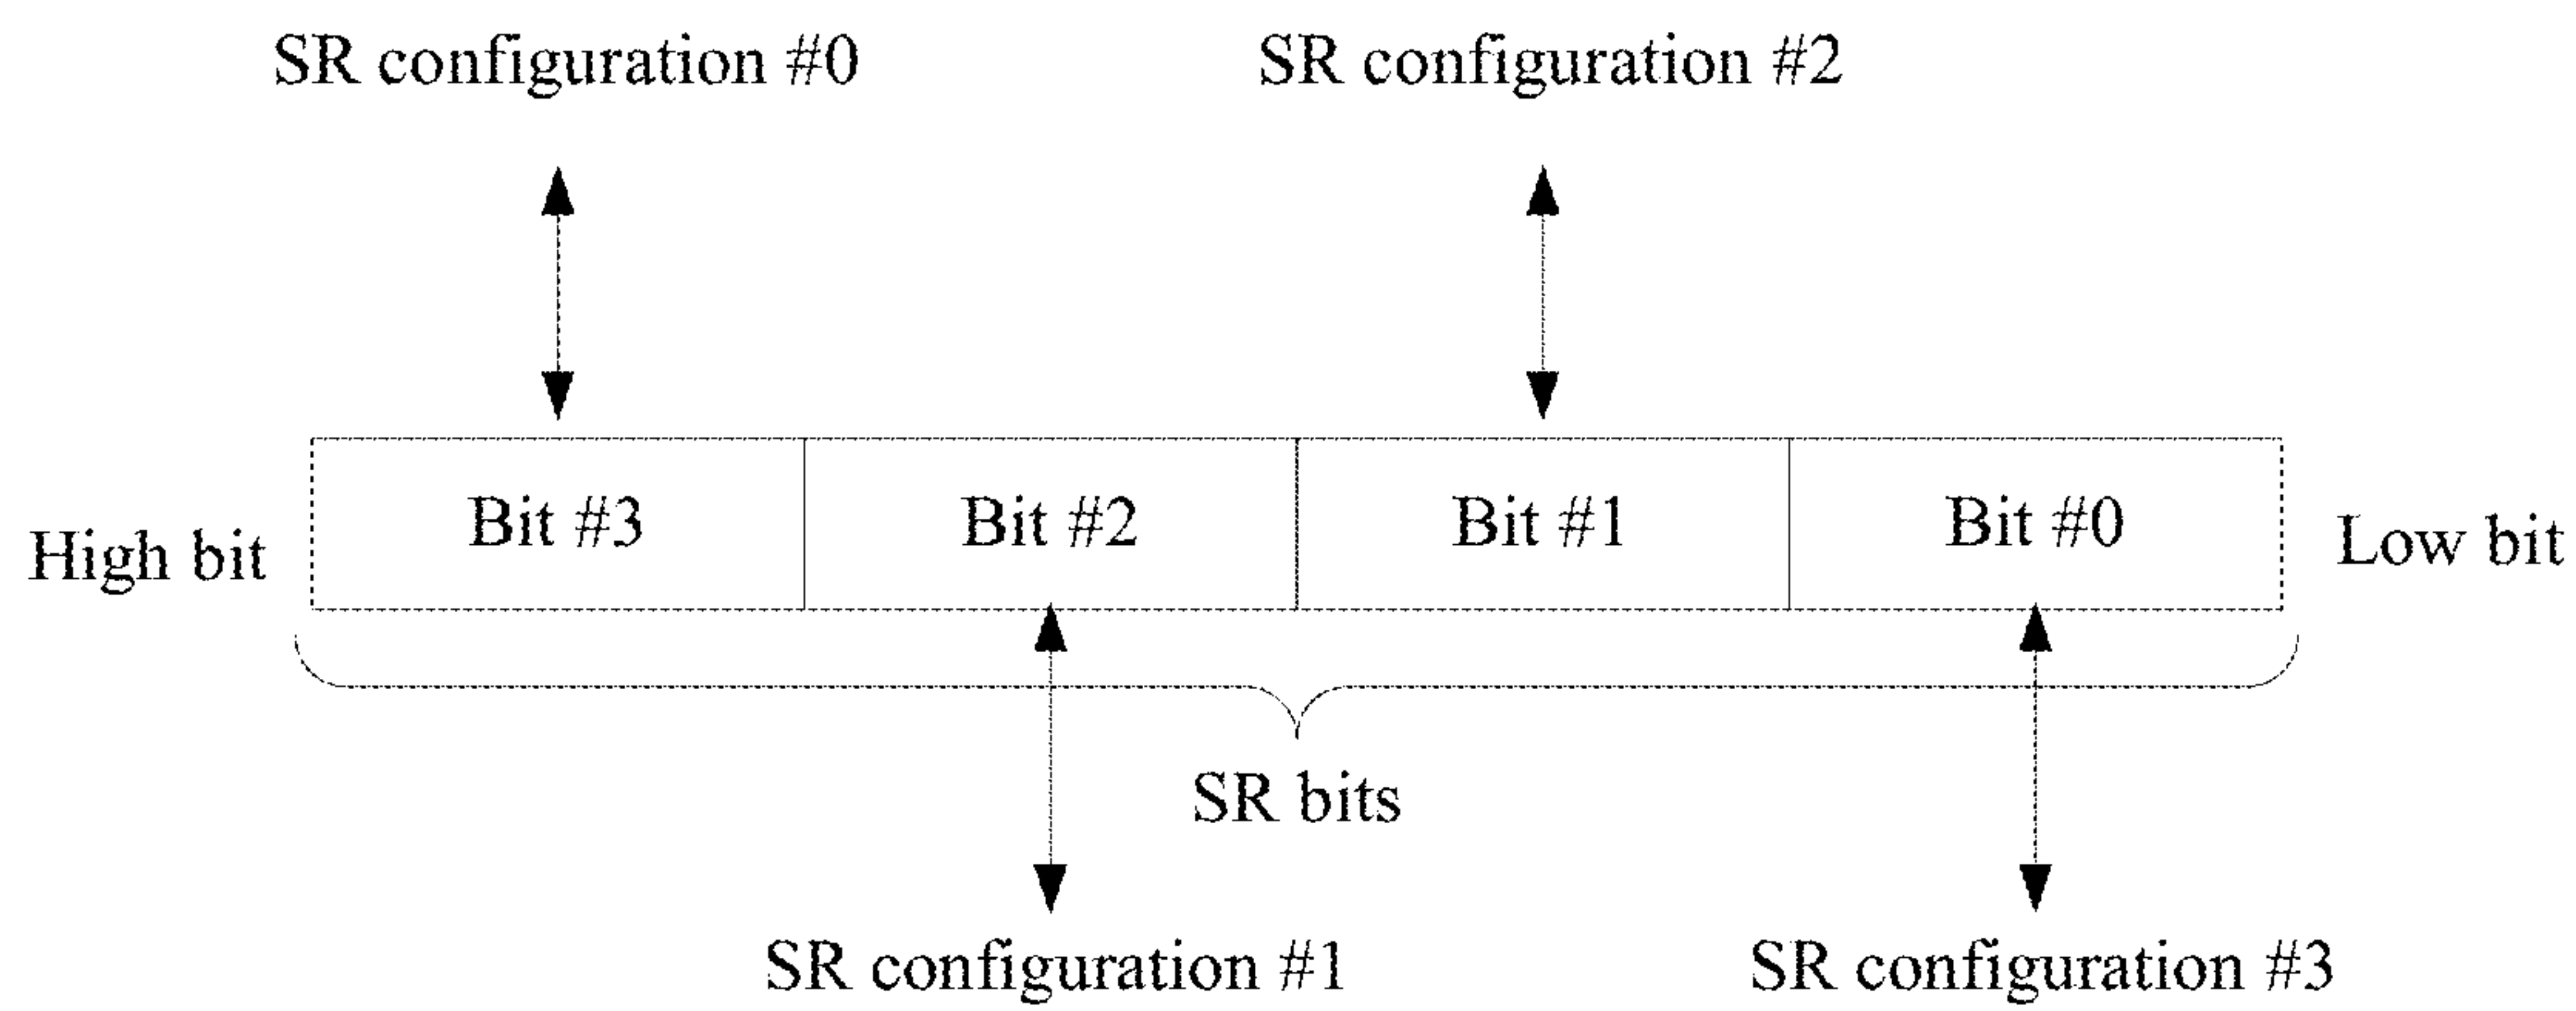 SR configuration #0
SR configuration #2
High bit
Bit #3
Bit #2
Bit #1
Bit #0
Low bit
SR bits
SR configuration #1
SR configuration #3